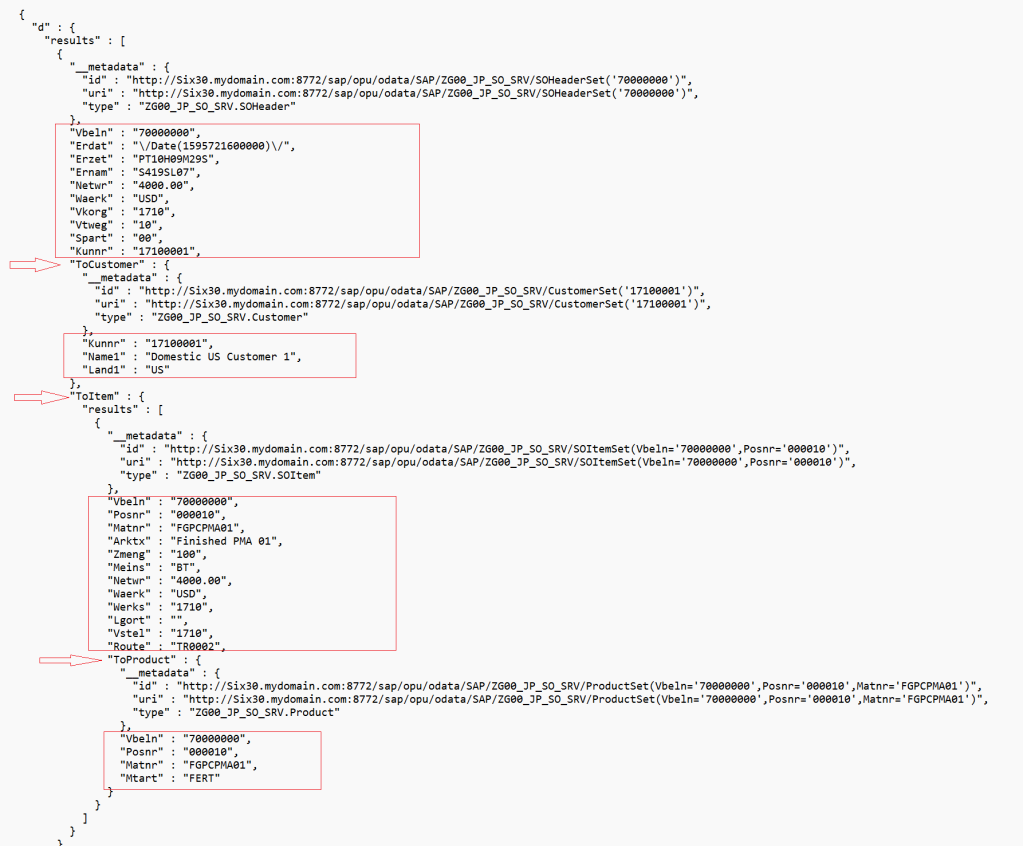 {
"d" : {
"results" : [
{
"__metadata" : {
"id" : "http://Six30.mydomain.com:8772/sap/opu/odata/SAP/ZG00_JP_SO_SRV/SOHeaderSet('70000000')",
"uri" : "http://Six30.mydomain.com:8772/sap/opu/odata/SAP/ZG00_JP_SO_SRV/SOHeaderSet('70000000')",
"type" : "ZG00_JP_SO_SRV.SOHeader"
},
"Vbeln" : "70000000",
"Erdat" : "\/Date(1595721600000)\/",
"Erzet" : "PT10H09M29S",
"Ernam" : "S419SL07",
"Netwr" : "4000.00",
"Waerk" : "USD",
"Vkorg" : "1710",
"Vtweg" : "10",
"Spart" : "00",
"Kunnr" : "17100001",
"ToCustomer" : {
"__metadata" : {
"id" : "http://Six30.mydomain.com:8772/sap/opu/odata/SAP/ZG00_JP_SO_SRV/CustomerSet('17100001')",
"uri" : "http://Six30.mydomain.com:8772/sap/opu/odata/SAP/ZG00_JP_SO_SRV/CustomerSet('17100001')",
"type" : "ZG00_JP_SO_SRV.Customer"
},
"Kunnr" : "17100001",
"Name1" : "Domestic US Customer 1",
"Land1" : "US"
},
"ToItem" : {
"results" : [
{
"__metadata" : {
"id" : "http://Six30.mydomain.com:8772/sap/opu/odata/SAP/ZG00_JP_SO_SRV/SOItemSet(Vbeln='70000000',Posnr='000010')",
"uri" : "http://Six30.mydomain.com:8772/sap/opu/odata/SAP/ZG00_JP_SO_SRV/SOItemSet(Vbeln='70000000',Posnr='000010')",
"type" : "ZG00_JP_SO_SRV.SOItem"
},
"Vbeln" : "70000000",
"Posnr" : "000010",
"Matnr" : "FGPCPMA01",
"Arktx" : "Finished PMA 01",
"Zmeng" : "100",
"Meins" : "BT",
"Netwr" : "4000.00",
"Waerk" : "USD",
"Werks" : "1710",
"Lgort" : "",
"Vstel" : "1710",
"Route" : "TR0002",
"ToProduct" : {
"__metadata" : {
"id" : "http://Six30.mydomain.com:8772/sap/opu/odata/SAP/ZG00_JP_SO_SRV/ProductSet(Vbeln='70000000',Posnr='000010',Matnr='FGPCPMA01')",
"uri" : "http://Six30.mydomain.com:8772/sap/opu/odata/SAP/ZG00_JP_SO_SRV/ProductSet(Vbeln='70000000',Posnr='000010',Matnr='FGPCPMA01')",
"type" : "ZG00_JP_SO_SRV.Product"
},
"Vbeln" : "70000000",
"Posnr" : "000010",
"Matnr" : "FGPCPMA01",
"Mtart" : "FERT"
}
}
]
}
}